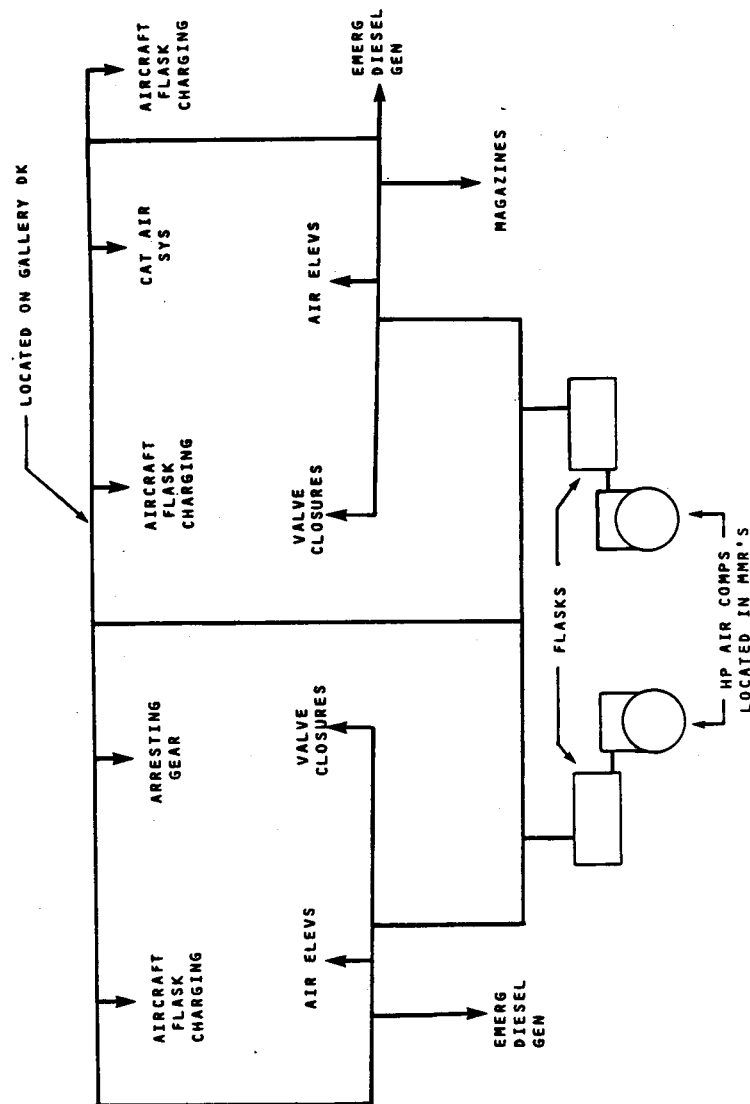 LOCATED ON GALLERY DK
AIRCRAFT
FLASK
CHARGING
ARRESTING
GEAR
AIRCRAFT
FLASK
CHARGING
CAT AIR
SYS
AIRCRAFT
FLASK
CHARGING
AIR ELEVS
VALVE
CLOSURES
VALVE
CLOSURES
AIR ELEVS
EMERG
DIESEL
GEN
EMERG
DIESEL
GEN
MAGAZINES
FLASKS
HP AIR COMPS
LOCATED IN MMR'S